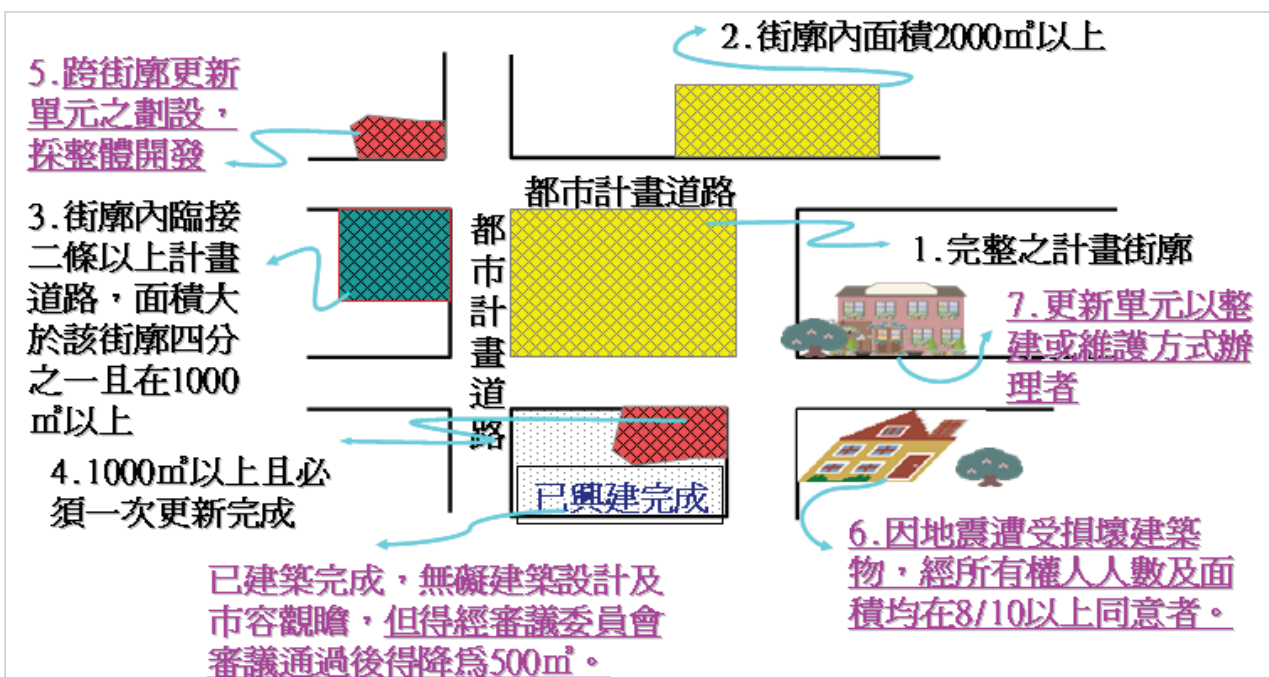 2.街廓內面積2000㎡以上
5.跨街廓更新
單元之劃設，
採整體開發
都市計畫道路
3.街廓內臨接
二條以上計畫
道路，面積大
於該街廓四分
之一且在1000
㎡以上
都市計畫道路
1.完整之計畫街廓
7.更新單元以整
建或維護方式辦
理者
4.1000㎡以上且必
須一次更新完成
已興建完成
6.因地震遭受損壞建築
物，經所有權人人數及面
積均在8/10以上同意者。
已建築完成，無礙建築設計及
市容觀瞻，但得經審議委員會
審議通過後得降為500㎡。